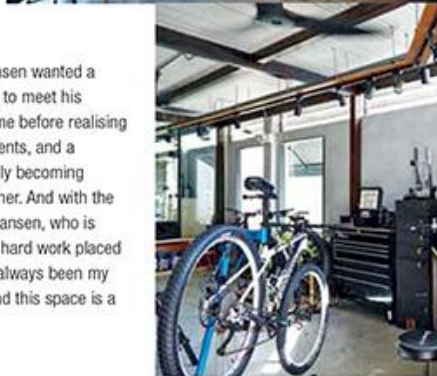 nsen wanted a
to meet his
me before realising
ents, and a
ly becoming
ner. And with the
ansen, who is
hard work placed
always been my
nd this space is a